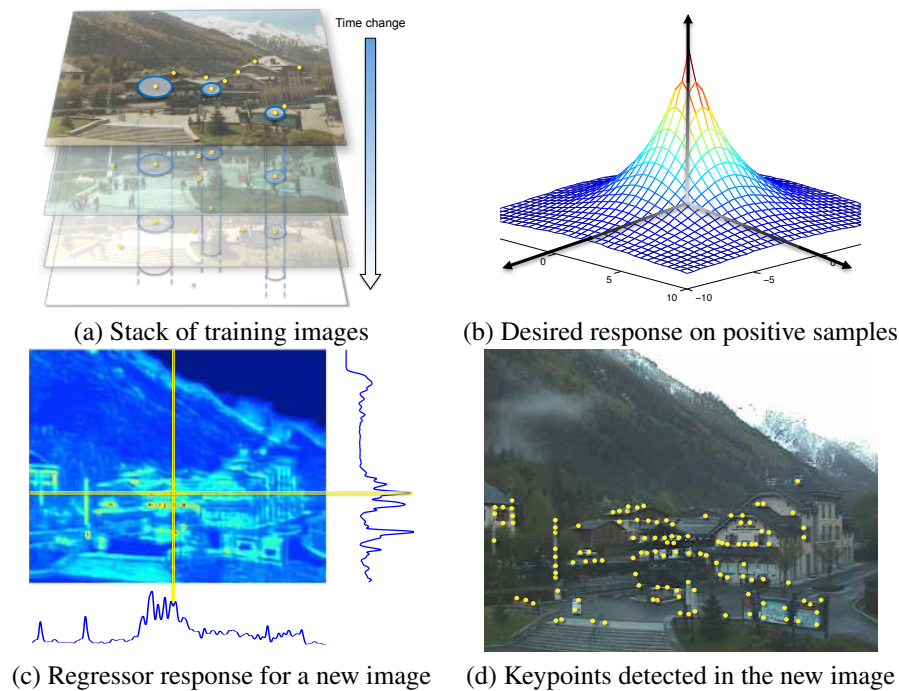 Time change
(a) Stack of training images
0
5
10
−10
−5
0
(b) Desired response on positive samples
(c) Regressor response for a new image
(d) Keypoints detected in the new image